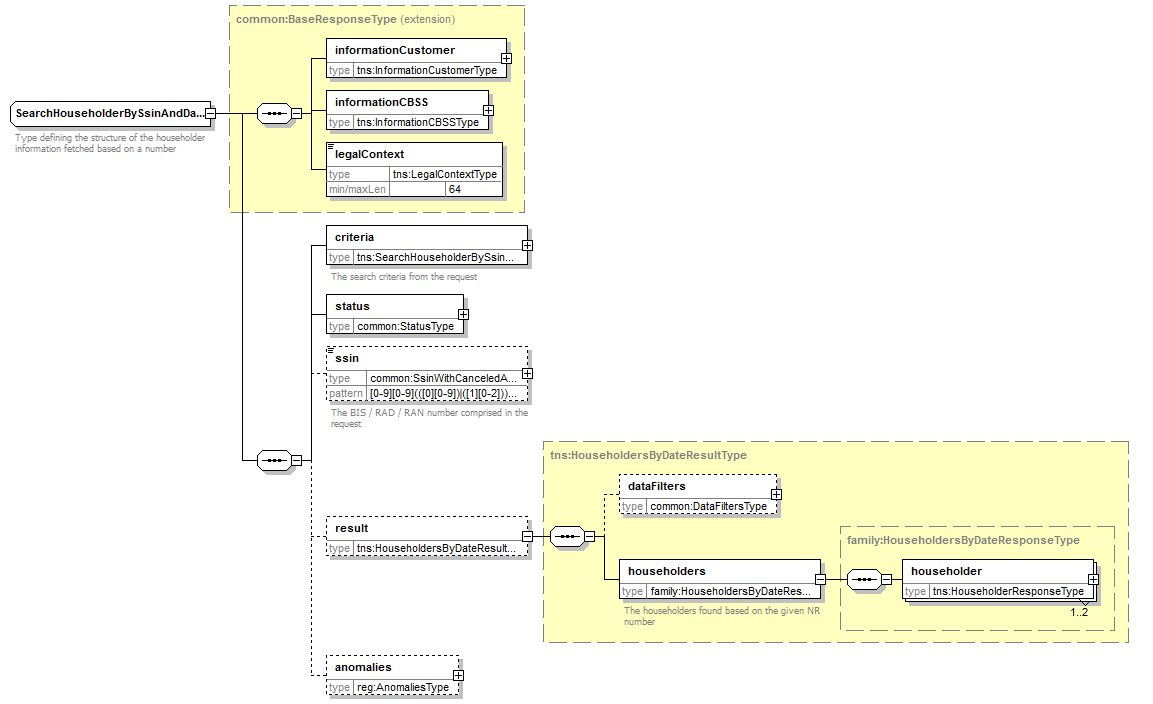 common:BaseResponseType (extension)
informationCustomer
type tns:InformationCustomerType
informationCBSS
type tns:InformationCBSSType
legalContext
type tns:LegalContextType
min/maxLen 64
SearchHouseholderBySsinAndDa...
Type defining the structure of the householder
information fetched based on a number
criteria
type tns:SearchHouseholderBySsin...
The search criteria from the request
status
type common:StatusType
ssin
type common:SsinWithCanceledA...
pattern [0-9][0-9](([0][0-9])|([1][0-2]))...
The BIS / RAD / RAN number comprised in the
request
result
type tns:HouseholdersByDateResult...
tns:HouseholdersByDateResultType
dataFilters
type common:DataFiltersType
households
type family:HouseholdersByDateRes...
The householders found based on the given NR
number
family:HouseholdersByDateResponseType
householder
type tns:HouseholderResponseType
1..2
anomalies
type reg:AnomaliesType